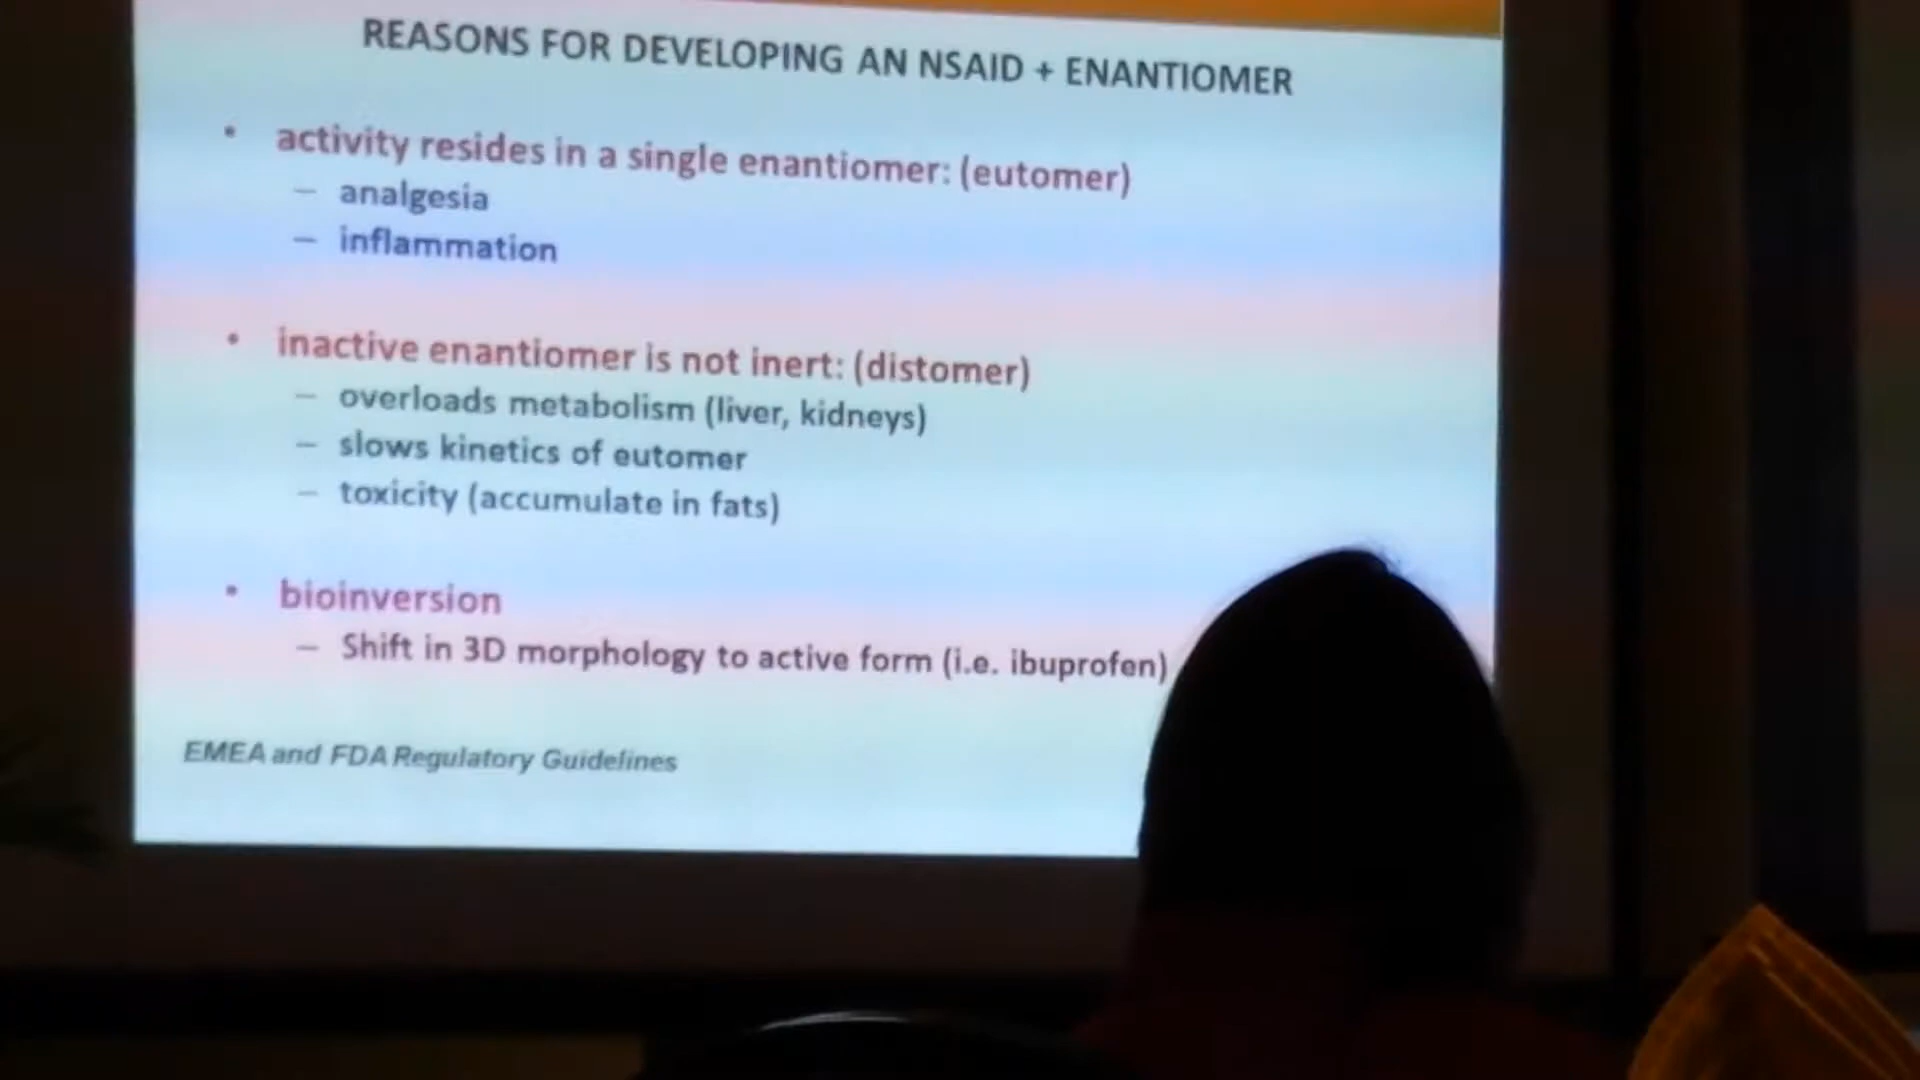 REASONS FOR DEVELOPING AN NSAID + ENANTIOMER
• activity resides in a single enantiomer: (eutomer)
– analgesia
– inflammation
• inactive enantiomer is not inert: (distomer)
– overloads metabolism (liver, kidneys)
– slows kinetics of eutomer
– toxicity (accumulate in fats)
• bioinversion
– Shift in 3D morphology to active form (i.e. ibuprofen)
EMEA and FDA Regulatory Guidelines